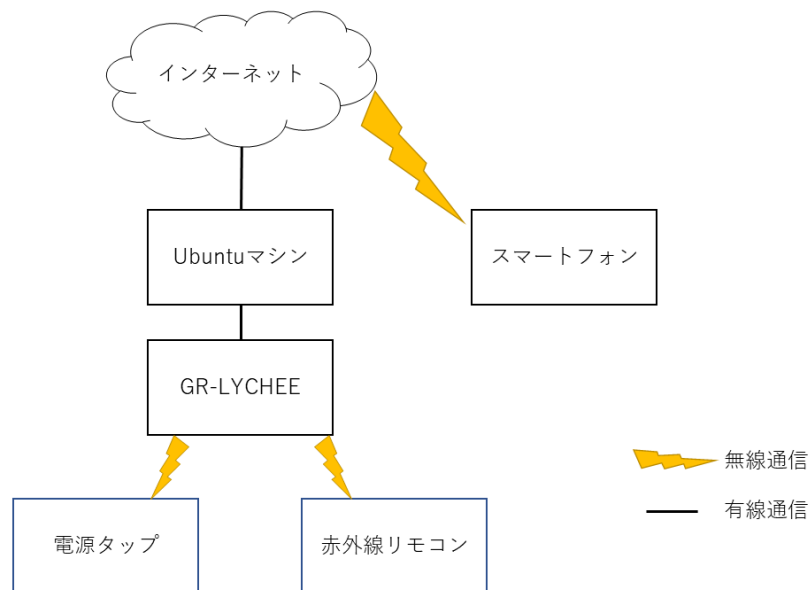 インターネット
Ubuntuマシン
スマートフォン
GR-LYCHEE
無線通信
有線通信
電源タップ
赤外線リモコン